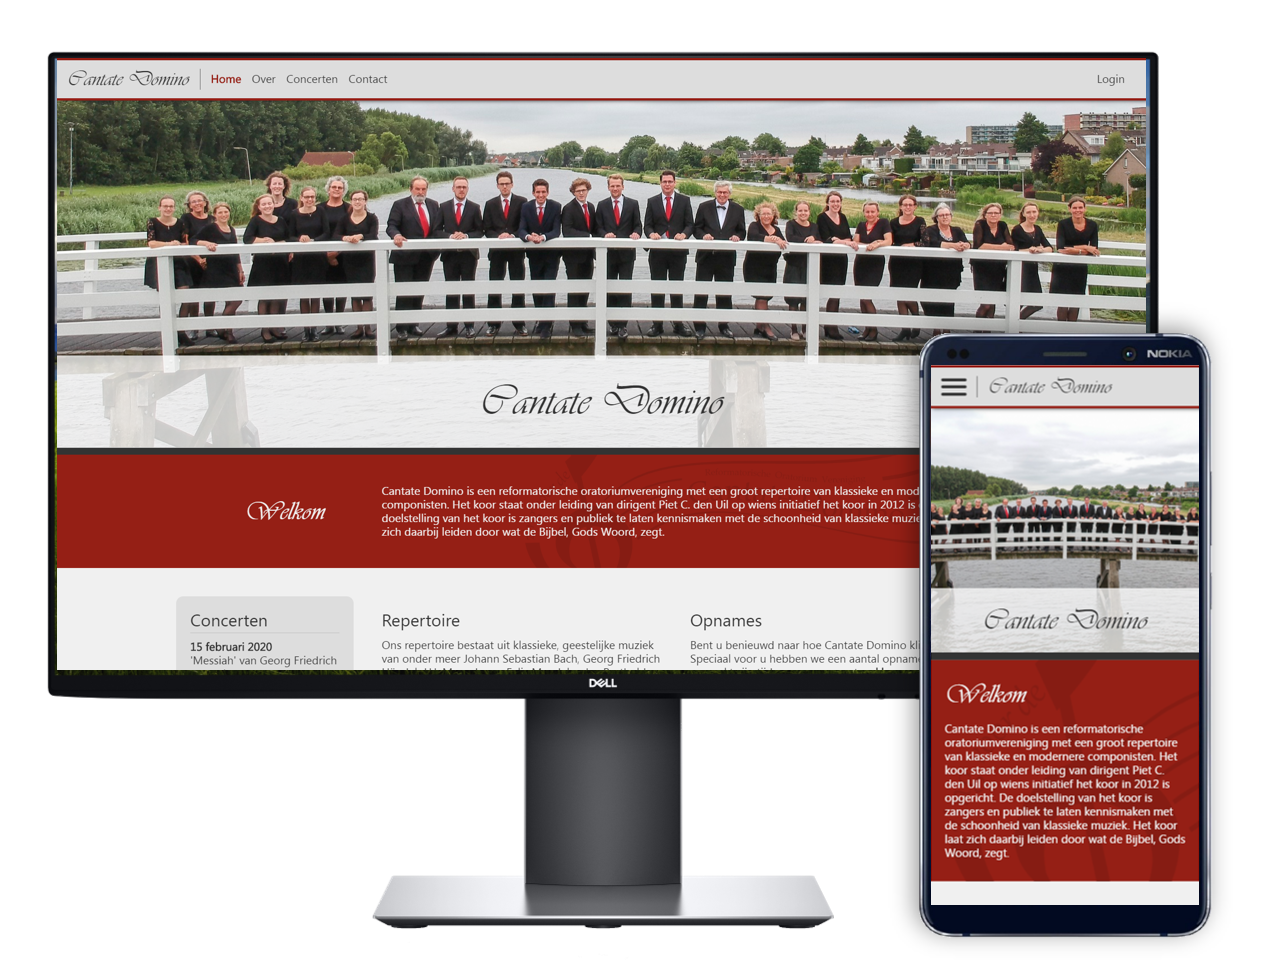 Cantate Domino
Home Over Concerten Contact
Login
Cantate Domino
Welkom
Cantate Domino is een reformatorische oratoriumvereniging met een groot repertoire van klassieke en mod
componisten. Het koor staat onder leiding van dirigent Piet C. den Uil op wiens initiatief het koor in 2012 is
doelstelling van het koor is zangers en publiek te laten kennismaken met de schoonheid van klassieke muzie
zich daarbij leiden door wat de Bijbel, Gods Woord, zegt.
Concerten
15 februari 2020
'Messiah' van Georg Friedrich
Repertoire
Ons repertoire bestaat uit klassieke, geestelijke muziek
van onder meer Johann Sebastian Bach, Georg Friedrich
Opnames
Bent u benieuwd naar hoe Cantate Domino kli
Speciaal voor u hebben we een aantal opname
DELL
NOKIA
Cantate Domino
Cantate Domino
Welkom
Cantate Domino is een reformatorische
oratoriumvereniging met een groot repertoire
van klassieke en modernere componisten. Het
koor staat onder leiding van dirigent Piet C.
den Uil op wiens initiatief het koor in 2012 is
opgericht. De doelstelling van het koor is
zangers en publiek te laten kennismaken met
de schoonheid van klassieke muziek. Het koor
laat zich daarbij leiden door wat de Bijbel, Gods
Woord, zegt.